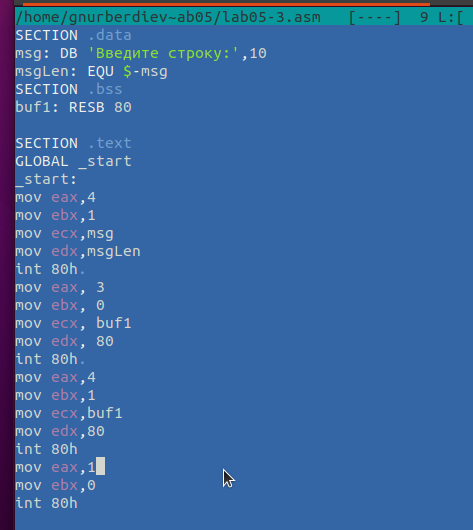 /home/gnurberdiev~ab05/lab05-3.asm [----] 9 L:[
SECTION .data
msg: DB 'Введите строку:',10
msgLen: EQU $-msg
SECTION .bss
buf1: RESB 80
SECTION .text
GLOBAL _start
_start:
mov eax,4
mov ebx,1
mov ecx,msg
mov edx,msgLen
int 80h.
mov eax, 3
mov ebx, 0
mov ecx, buf1
mov edx, 80
int 80h.
mov eax,4
mov ebx,1
mov ecx,buf1
mov edx,80
int 80h
mov eax,1
mov ebx,0
int 80h